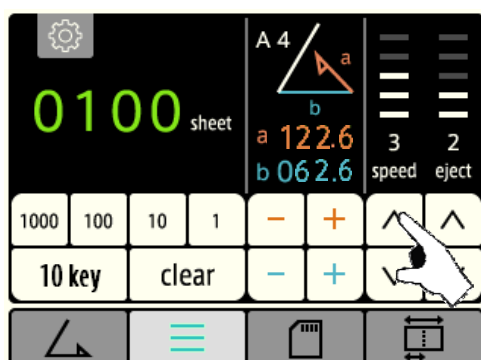 A 4
a
b
0100 sheet
a 122.6
b 062.6
3
speed
2
eject
1000 100 10 1 - + 
10 key clear - +